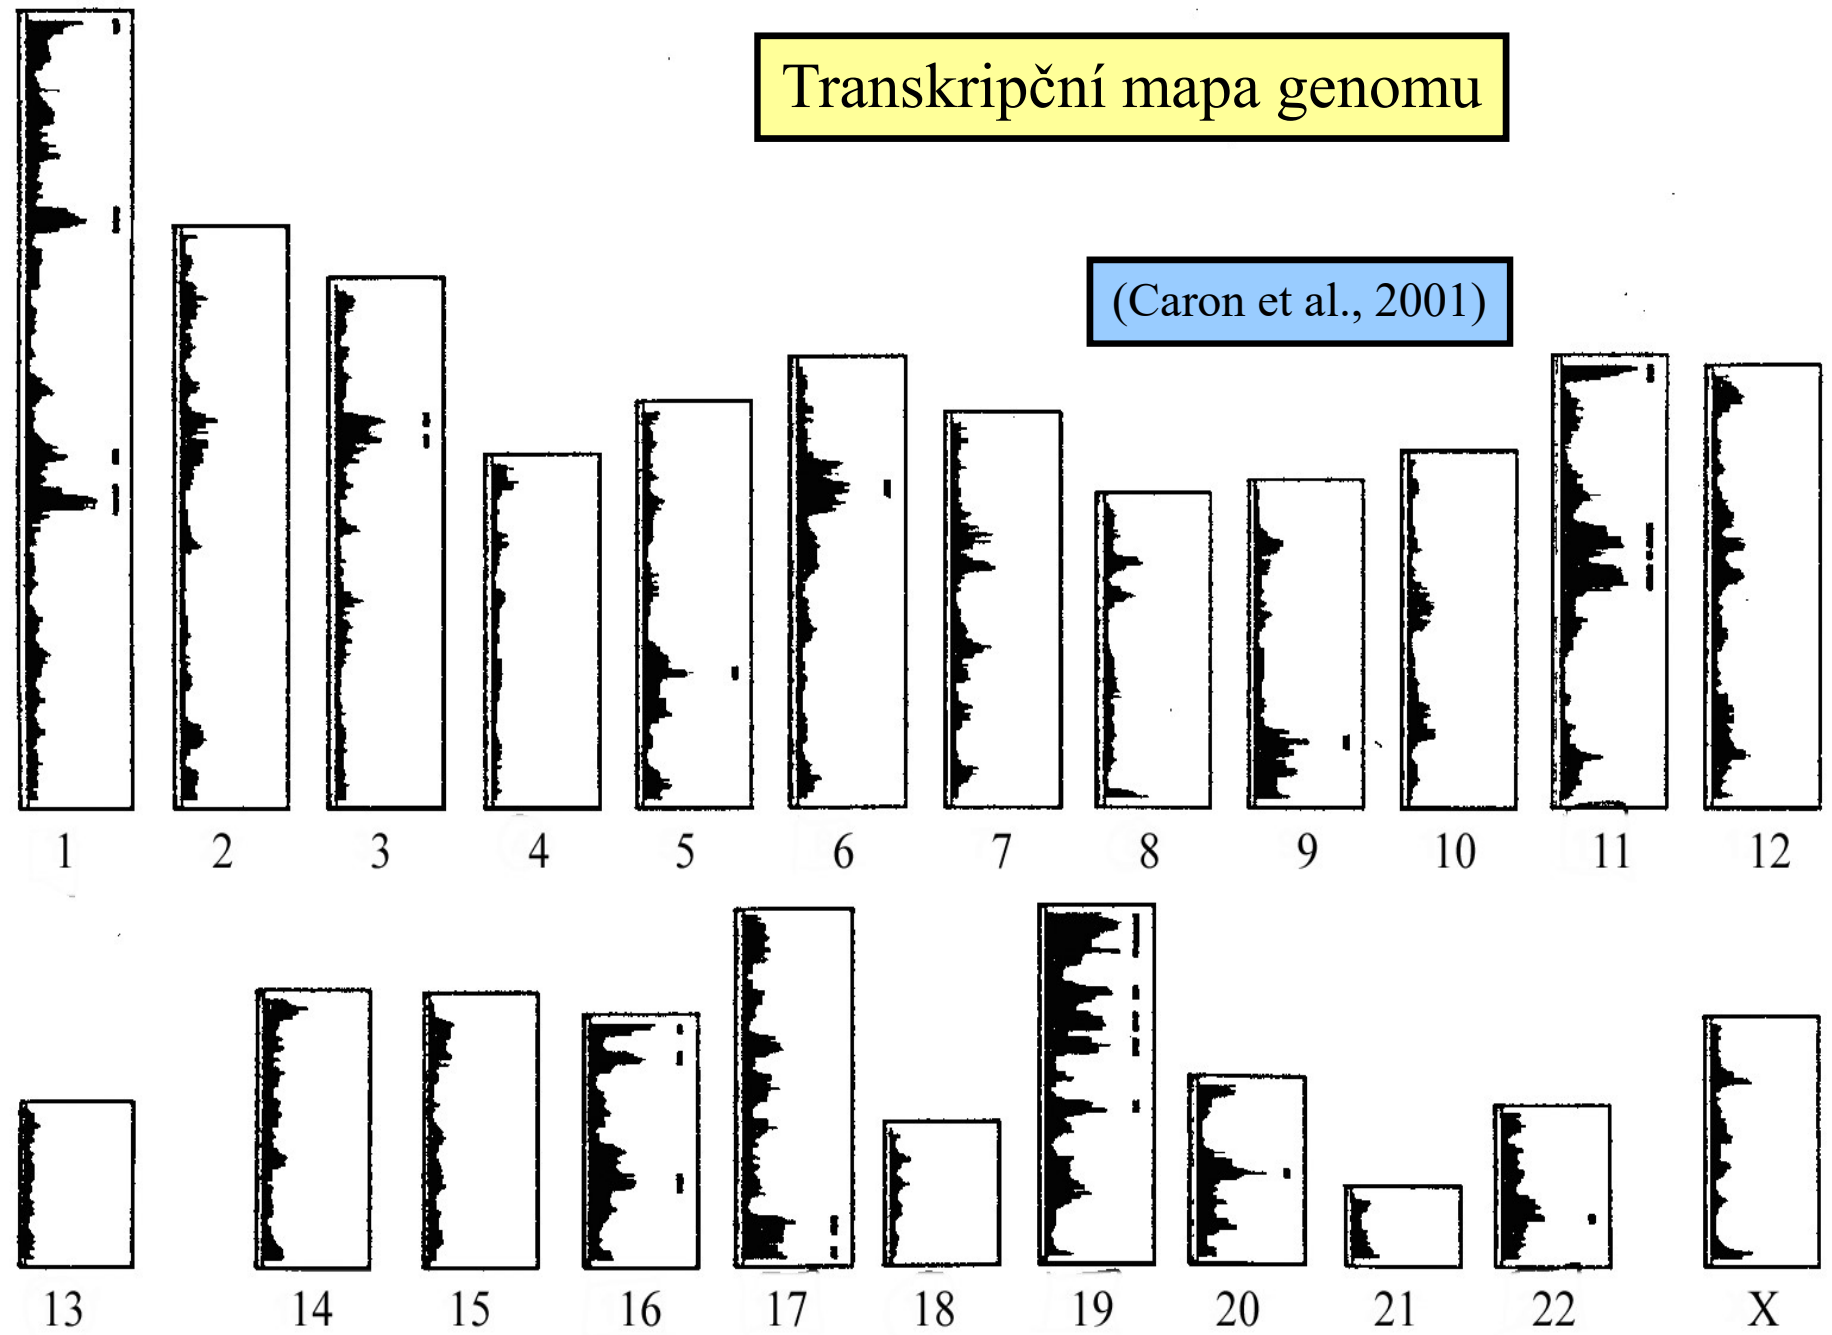 Transkripční mapa genomu
(Caron et al., 2001)
1 2 3 4 5 6 7 8 9 10 11 12
13 14 15 16 17 18 19 20 21 22 X